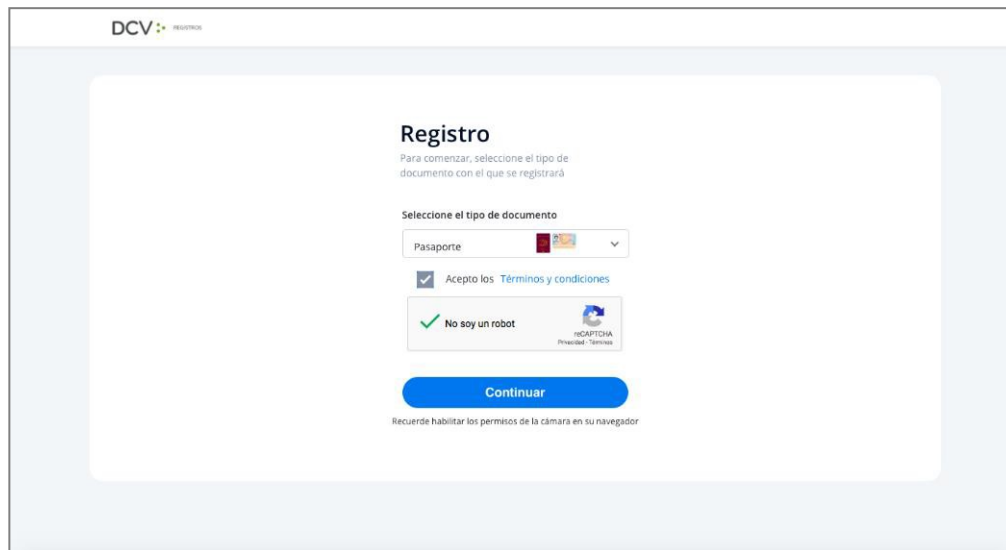 DCV REGISTROS
Registro
Para comenzar, seleccione el tipo de
documento con el que se registrará
Seleccione el tipo de documento
Pasaporte
Acepto los Términos y condiciones
No soy un robot
reCAPTCHA
Privacidad - Términos
Continuar
Recuerde habilitar los permisos de la cámara en su navegador